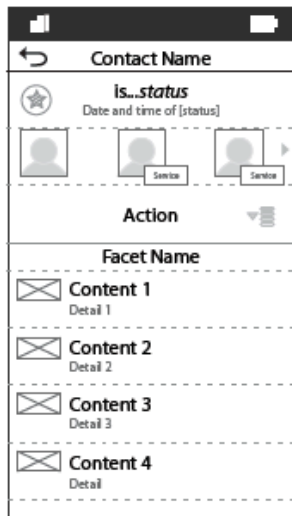 Contact Name
is...status
Date and time of [status]
Service
Service
Action
Facet Name
Content 1
Detail 1
Content 2
Detail 2
Content 3
Detail 3
Content 4
Detail